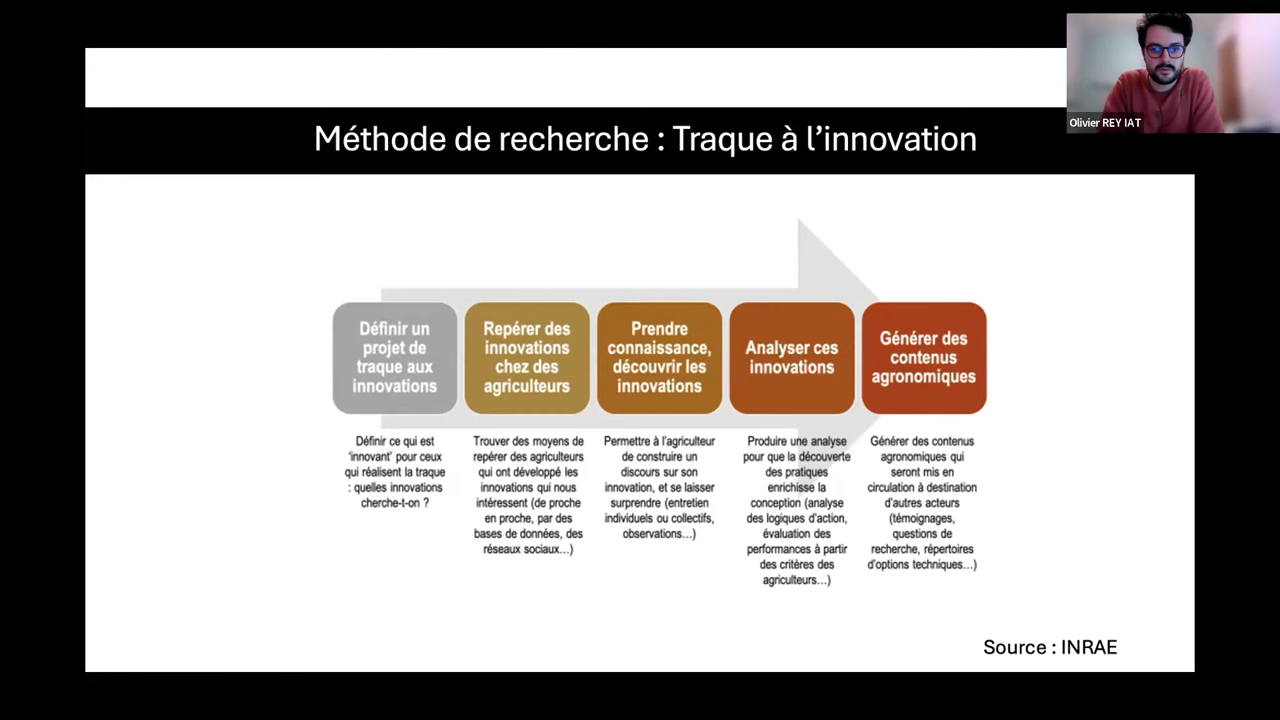 Olivier REY IAT
Méthode de recherche : Traque à l’innovation
Définir un
projet de
traque aux
innovations
Repérer des
innovations
chez des
agriculteurs
Prendre
connaissance,
découvrir les
innovations
Analyser ces
innovations
Générer des
contenus
agronomiques
Définir ce qui est
‘innovant’ pour ceux
qui réalisent la traque
: quelles innovations
cherche-t-on ?
Trouver des moyens de
repérer des agriculteurs
qui ont développé les
innovations qui nous
intéressent (de proche
en proche, par des
bases de données, des
réseaux sociaux…)
Permettre à l’agriculteur
de construire un
discours sur son
innovation, et se laisser
surprendre (entretien
individuels ou collectifs,
observations…)
Produire une analyse
pour que la découverte
des pratiques
enrichisse la
conception (analyse
des logiques d’action,
évaluation des
performances à partir
des critères des
agriculteurs…)
Générer des contenus
agronomiques qui
seront mis en
circulation à destination
d’autres acteurs
(témoignages,
questions de
recherche, répertoires
d’options techniques…)
Source : INRAE